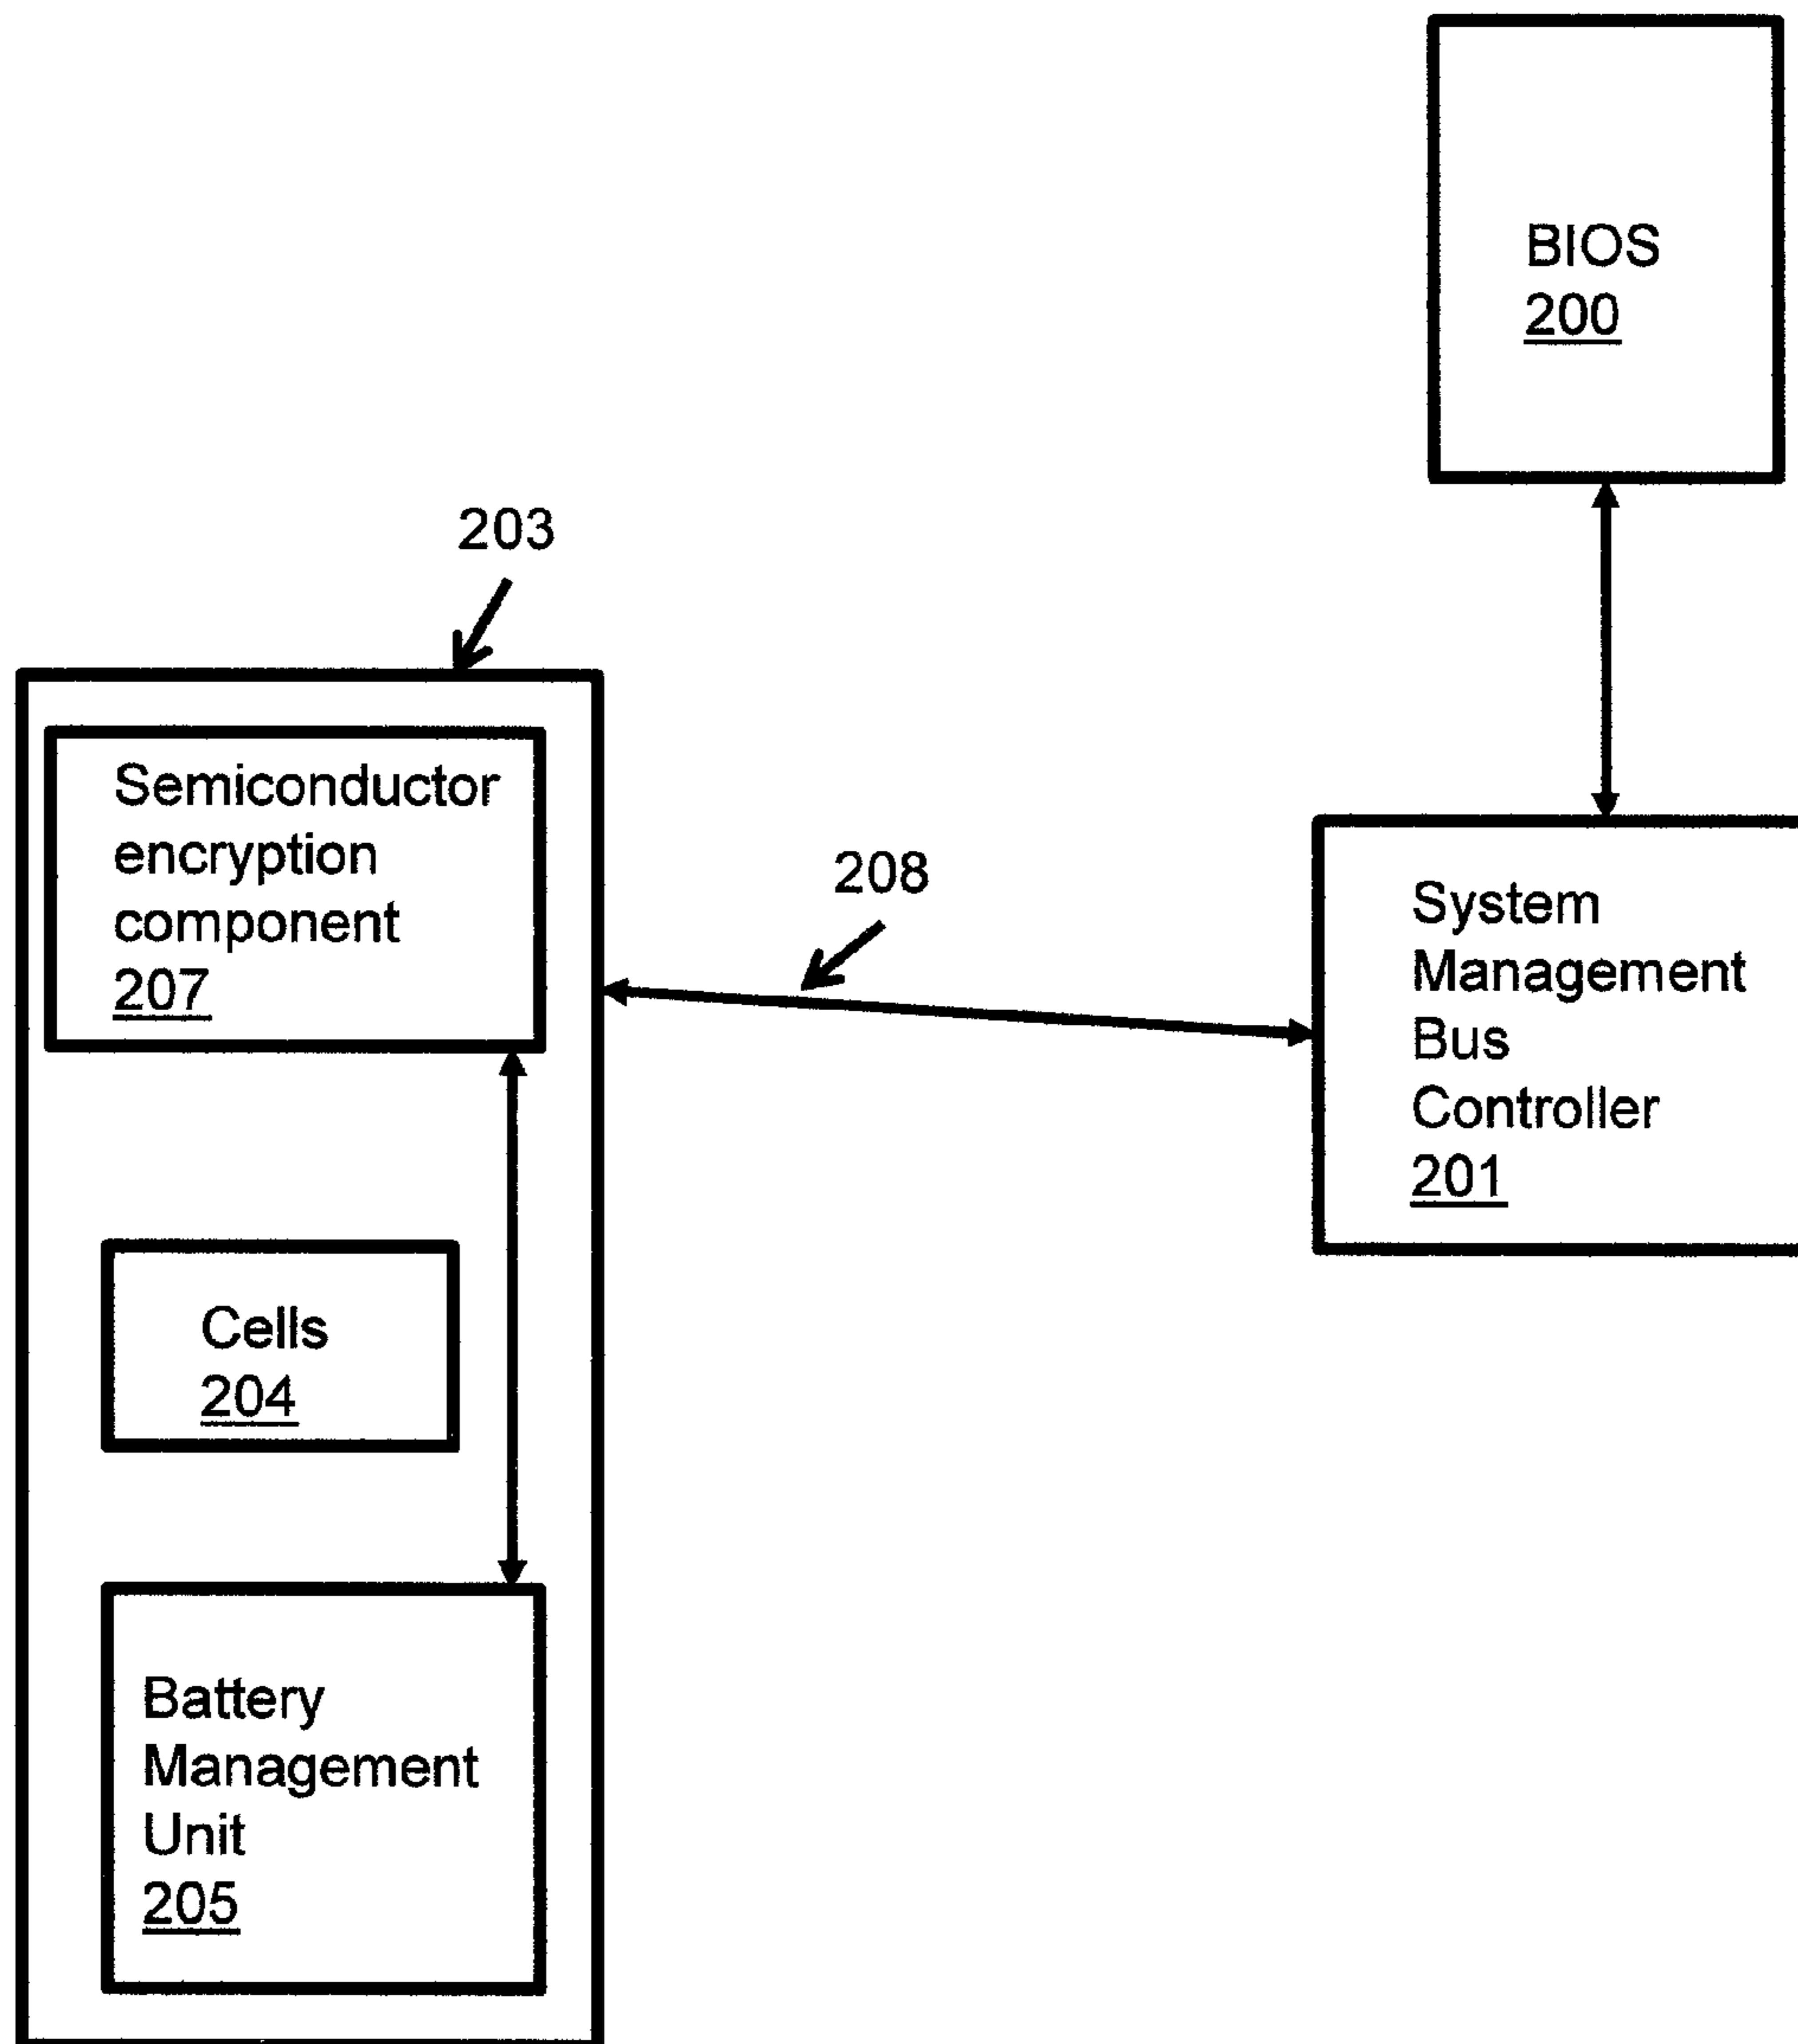 BIOS
200
203
Semiconductor
encryption
component
207
208
System
Management
Bus
Controller
201
Cells
204
Battery
Management
Unit
205